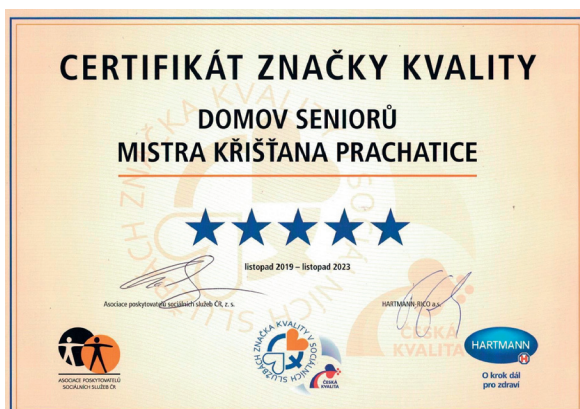 CERTIFIKÁT ZNAČKY KVALITY
DOMOV SENIORŮ
MISTRA KŘIŠŤANA PRACHATICE
listopad 2019 – listopad 2023
Asociace poskytovatelů sociálních služeb ČR, z. s.
HARTMANN-RICO a.s.
ASOCIACE POSKYTOVATELŮ
SOCIÁLNÍCH SLUŽEB ČR
ZNAČKA KVALITY V SOCIÁLNÍCH SLUŽBÁCH
ČESKÁ
KVALITA
ČESKÁ
KVALITA
HARTMANN
H
O krok dál
pro zdraví